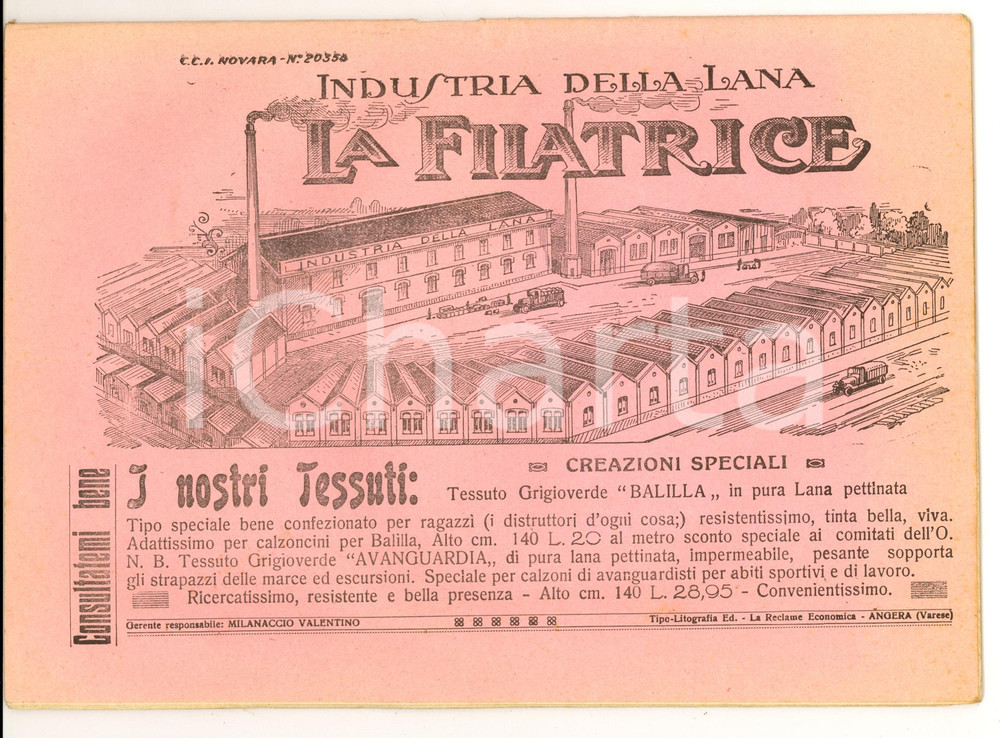 C.C.I. NOVARA - N° 20356
INDUSTRIA DELLA LANA
LA FILATRICE
INDUSTRIA DELLA LANA
iCharta
Consultatemi bene
I nostri Tessuti:
CREAZIONI SPECIALI
Tessuto Grigioverde “BALILLA„ in pura Lana pettinata
Tipo speciale bene confezionato per ragazzi (i distruttori d'ogni cosa;) resistentissimo, tinta bella, viva.
Adattissimo per calzoncini per Balilla, Alto cm. 140 L. 20 al metro sconto speciale ai comitati dell'O.
N. B. Tessuto Grigioverde “AVANGUARDIA„ di pura lana pettinata, impermeabile, pesante sopporta
gli strapazzi delle marce ed escursioni. Speciale per calzoni di avanguardisti per abiti sportivi e di lavoro.
Ricercatissimo, resistente e bella presenza - Alto cm. 140 L. 28,95 - Convenientissimo.
Gerente responsabile: MILANACCIO VALENTINO
Tipo-Litografia Ed. - La Reclame Economica - ANGERA (Varese)